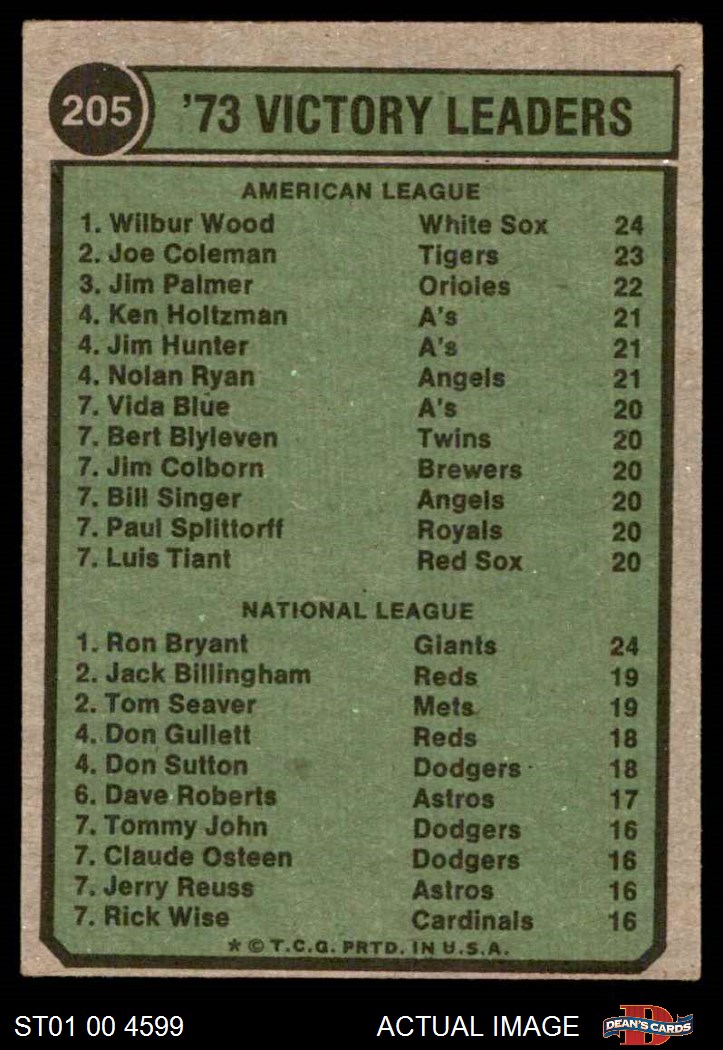 205 '73 VICTORY LEADERS
AMERICAN LEAGUE
1. Wilbur Wood White Sox 24
2. Joe Coleman Tigers 23
3. Jim Palmer Orioles 22
4. Ken Holtzman A's 21
4. Jim Hunter A's 21
4. Nolan Ryan Angels 21
7. Vida Blue A's 20
7. Bert Blyleven Twins 20
7. Jim Colborn Brewers 20
7. Bill Singer Angels 20
7. Paul Splittorff Royals 20
7. Luis Tiant Red Sox 20
NATIONAL LEAGUE
1. Ron Bryant Giants 24
2. Jack Billingham Reds 19
2. Tom Seaver Mets 19
4. Don Gullett Reds 18
4. Don Sutton Dodgers 18
6. Dave Roberts Astros 17
7. Tommy John Dodgers 16
7. Claude Osteen Dodgers 16
7. Jerry Reuss Astros 16
7. Rick Wise Cardinals 16
* © T.C.G. PRTD. IN U.S.A.
ST01 00 4599 ACTUAL IMAGE D DEAN'S CARDS